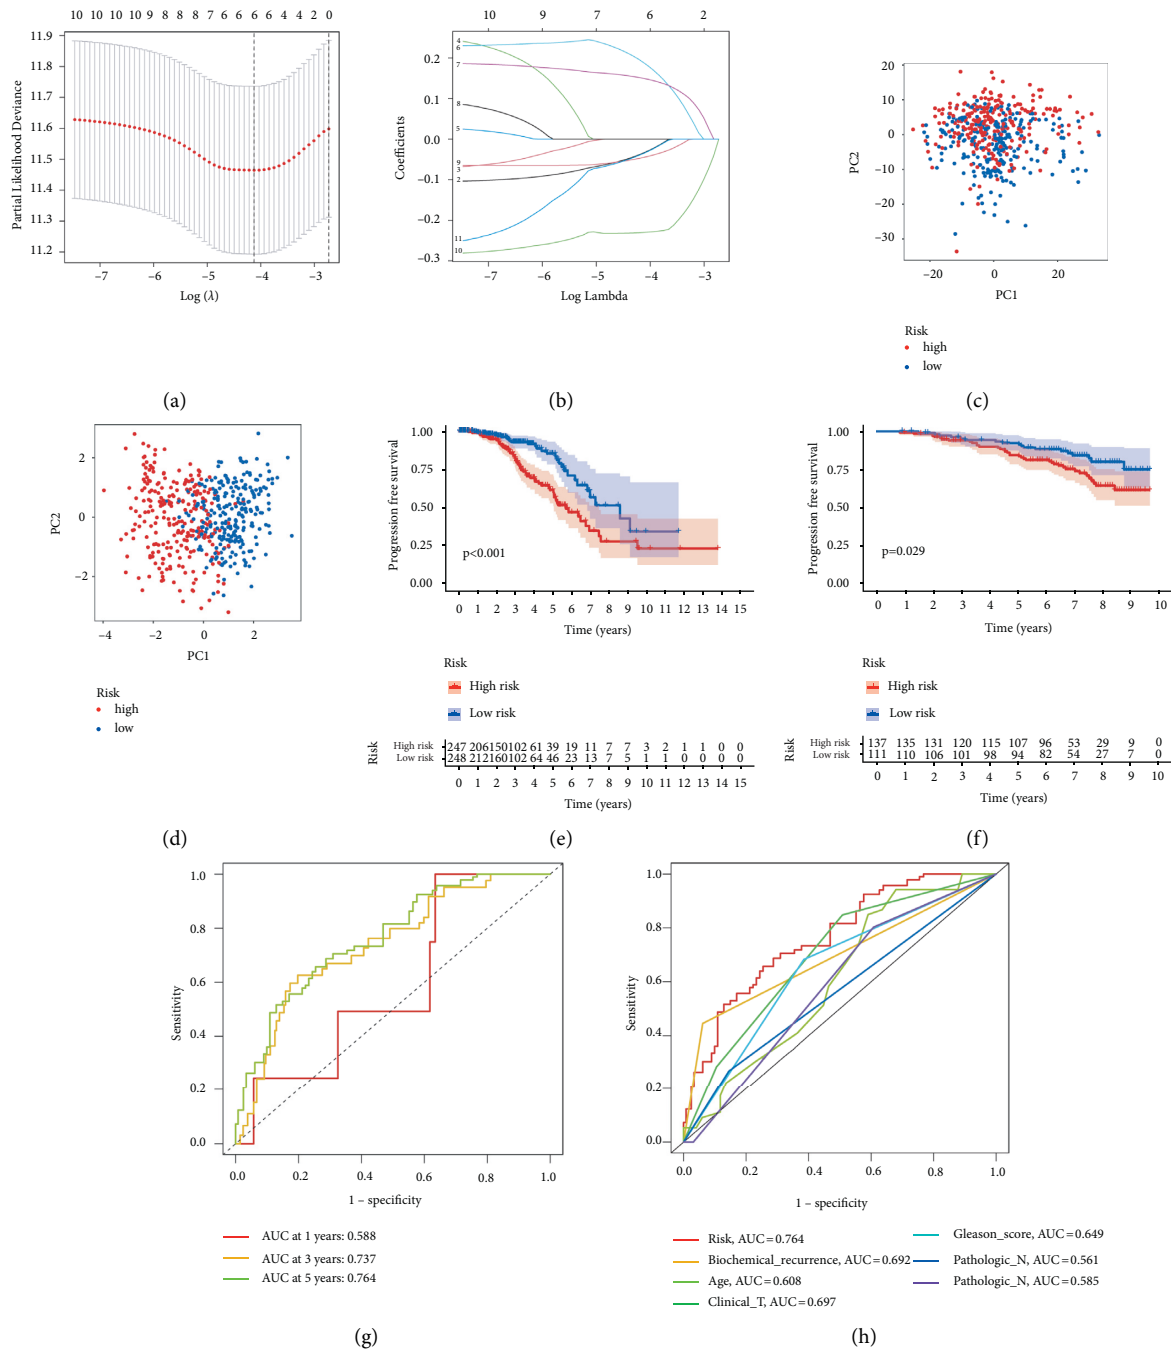 10 10 10 9 9 8 6 6 6 4 4 2 0
Partial Likelihood Deviance
11.9
11.8
11.7
11.6
11.5
11.4
11.3
11.2
−7 −6 −5 −4 −3
Log (λ)
(a)
10 9 7 6 2
Coefficients
0.2
0.1
0.0
−0.1
−0.2
−0.3
4
6
7
8
5
9
3
2
11
10
−7 −6 −5 −4 −3
Log Lambda
(b)
PC2
20
10
0
−10
−20
−30
−20 0 20
PC1
Risk
high
low
(c)
PC2
2
0
−2
−4 −2 0 2
PC1
Risk
high
low
(d)
Progression free survival
1.00
0.75
0.50
0.25
0.00
p<0.001
0 1 2 3 4 5 6 7 8 9 10 11 12 13 14 15
Time (years)
Risk
High risk
Low risk
Risk
High risk 247 206 150 102 61 39 19 11 7 7 3 2 1 1 0 0
Low risk 248 212 160 102 64 46 23 13 7 5 1 1 0 0 0 0
0 1 2 3 4 5 6 7 8 9 10 11 12 13 14 15
Time (years)
(e)
Progression free survival
1.00
0.75
0.50
0.25
0.00
p=0.029
0 1 2 3 4 5 6 7 8 9 10
Time (years)
Risk
High risk
Low risk
Risk
High risk 137 135 131 120 115 107 96 53 29 9 0
Low risk 111 110 106 101 98 94 82 54 27 7 0
0 1 2 3 4 5 6 7 8 9 10
Time (years)
(f)
Sensitivity
1.0
0.8
0.6
0.4
0.2
0.0
0.0 0.2 0.4 0.6 0.8 1.0
1 – specificity
AUC at 1 years: 0.588
AUC at 3 years: 0.737
AUC at 5 years: 0.764
(g)
Sensitivity
1.0
0.8
0.6
0.4
0.2
0.0
0.0 0.2 0.4 0.6 0.8 1.0
1 – specificity
Risk, AUC=0.764
Biochemical_recurrence, AUC=0.692
Age, AUC=0.608
Clinical_T, AUC=0.697
Gleason_score, AUC=0.649
Pathologic_N, AUC=0.561
Pathologic_N, AUC=0.585
(h)